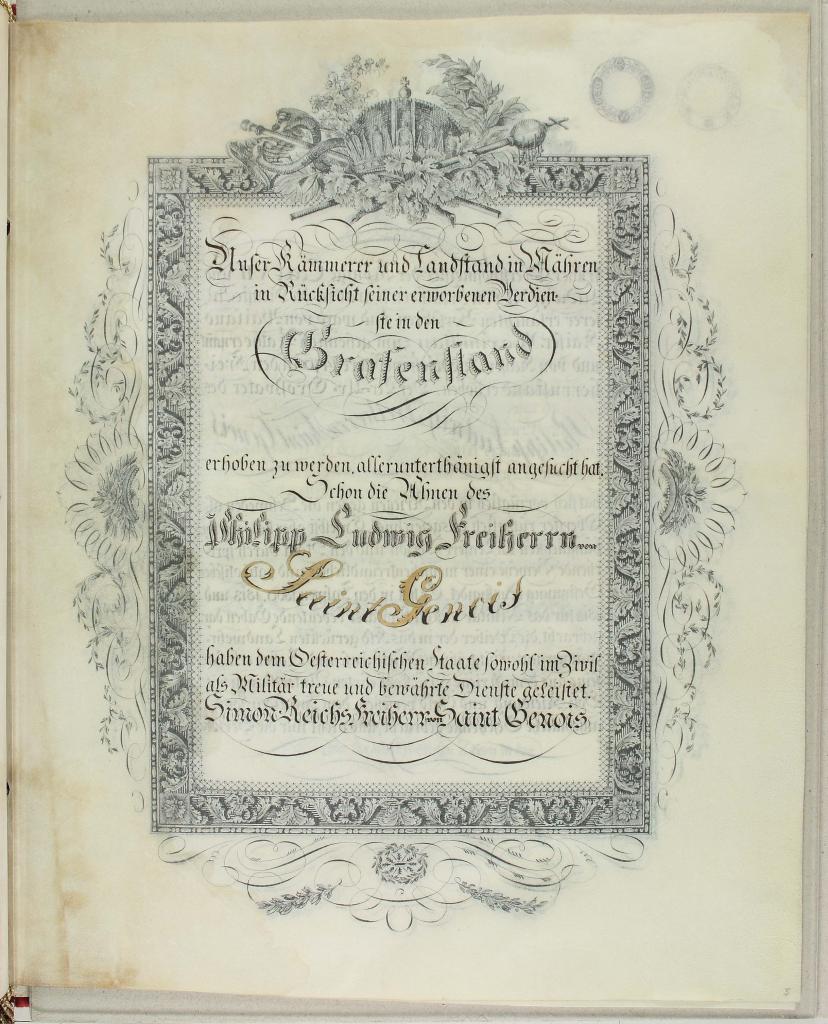 Unser Kämmerer und Landstand in Mähren
in Rücksicht seiner erworbenen Verdien-
ste in den
Grafenstand
erhoben zu werden, allerunterthänigst angesucht hat.
Schon die Ahnen des
Philipp Ludwig Freiherrn von
Saint Genois
haben dem Oesterreichischen Staate sowohl im Zivil
als Militär treue und bewährte Dienste geleistet.
Simon Reichs Freiherr von Saint Genois